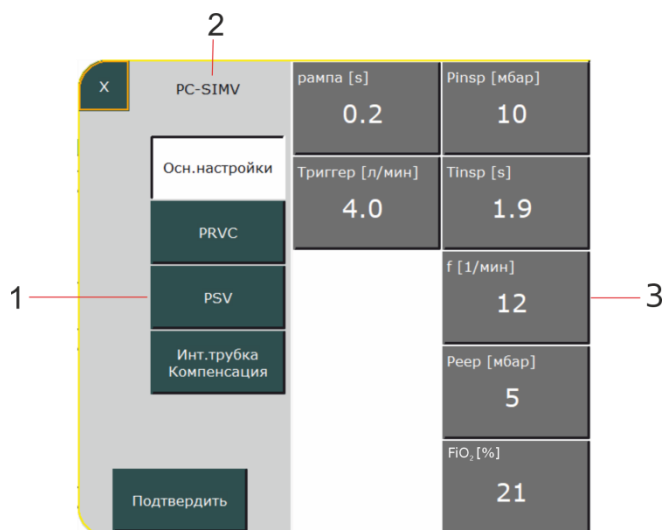 2
X
PC-SIMV
рампа [s]
0.2
Pinsp [мбар]
10
Осн.настройки
Триггер [л/мин]
4.0
Tinsp [s]
1.9
PRVC
f [1/мин]
12
1
PSV
3
Инт.трубка
Компенсация
Peep [мбар]
5
FiO₂[%]
21
Подтвердить